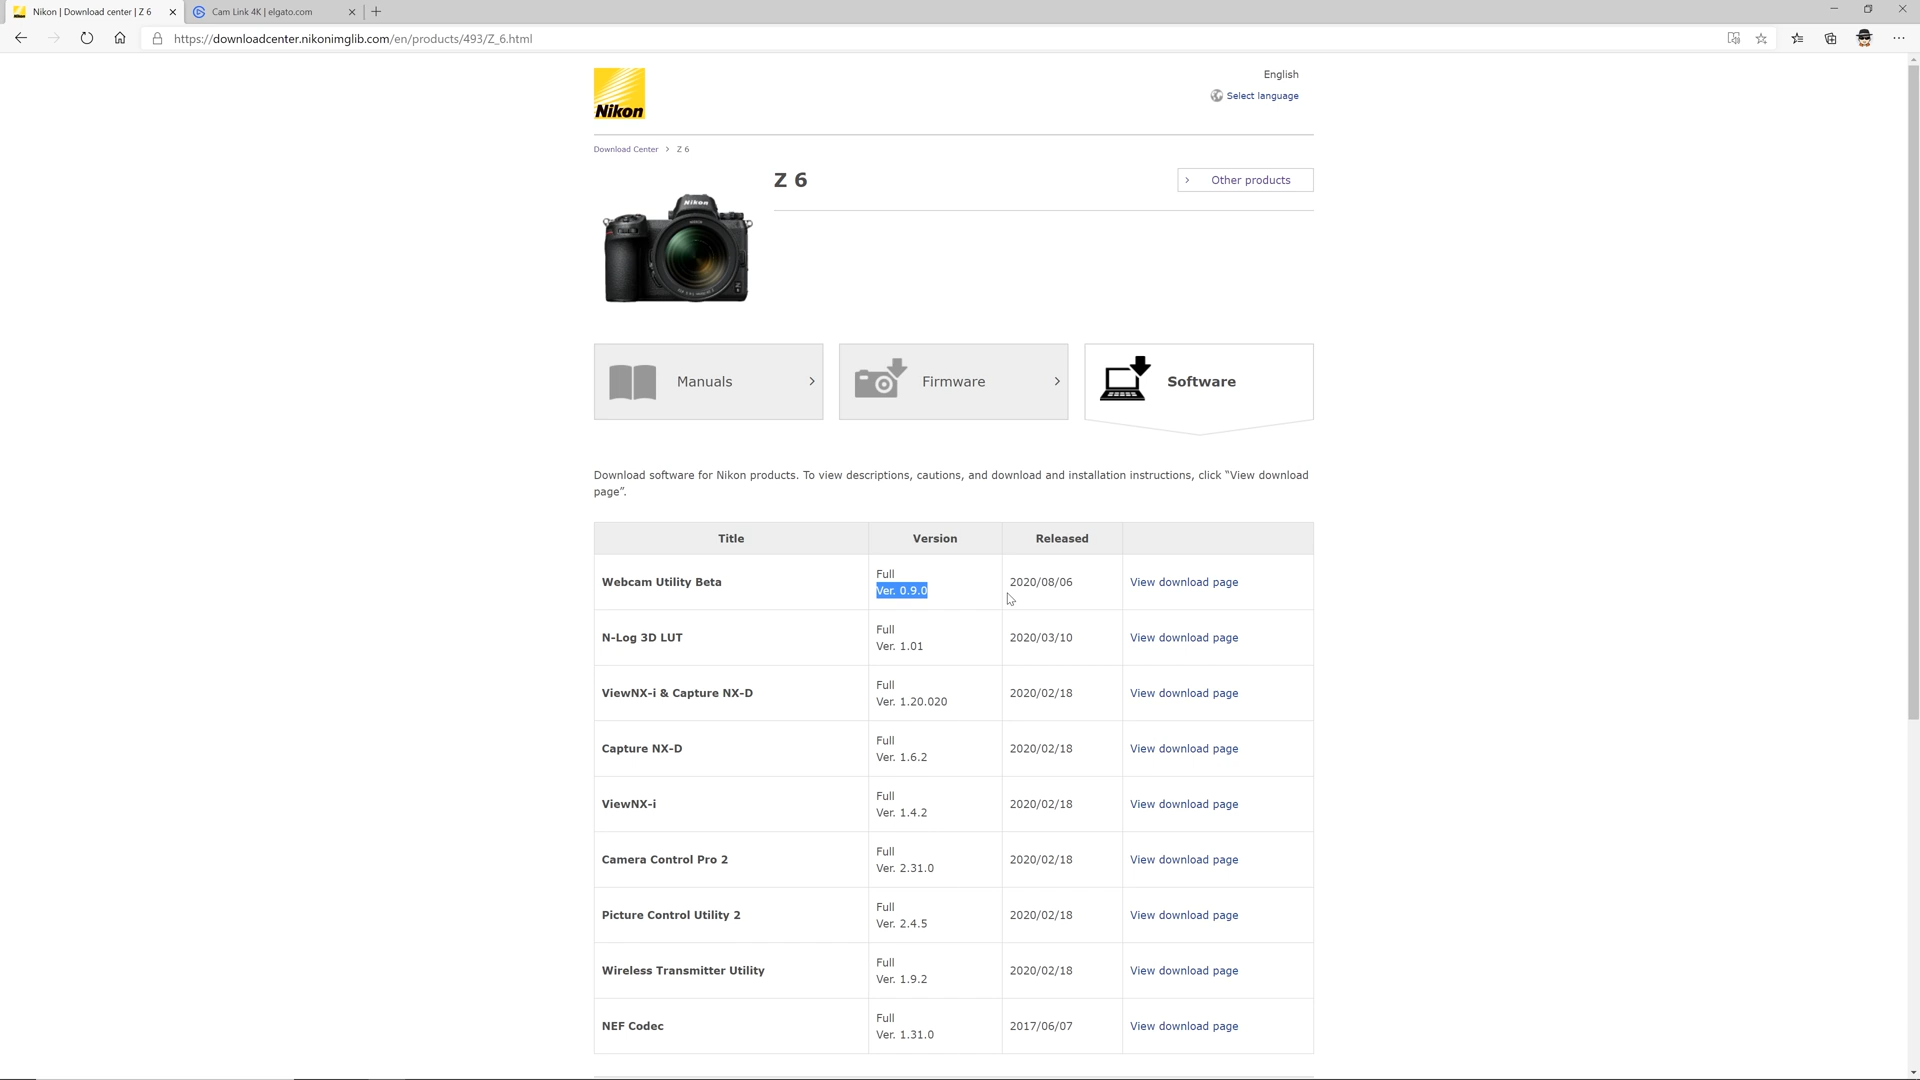 Nikon | Download center | Z 6
Cam Link 4K | elgato.com
https://downloadcenter.nikonimglib.com/en/products/493/Z_6.html
Nikon
English
Select language
Download Center > Z 6
Z 6
Other products
Nikon
Manuals
Firmware
Software
Download software for Nikon products. To view descriptions, cautions, and download and installation instructions, click “View download
page”.
Title Version Released
Webcam Utility Beta Full 2020/08/06 View download page
Ver. 0.9.0
N-Log 3D LUT Full 2020/03/10 View download page
Ver. 1.01
ViewNX-i & Capture NX-D Full 2020/02/18 View download page
Ver. 1.20.020
Capture NX-D Full 2020/02/18 View download page
Ver. 1.6.2
ViewNX-i Full 2020/02/18 View download page
Ver. 1.4.2
Camera Control Pro 2 Full 2020/02/18 View download page
Ver. 2.31.0
Picture Control Utility 2 Full 2020/02/18 View download page
Ver. 2.4.5
Wireless Transmitter Utility Full 2020/02/18 View download page
Ver. 1.9.2
NEF Codec Full 2017/06/07 View download page
Ver. 1.31.0